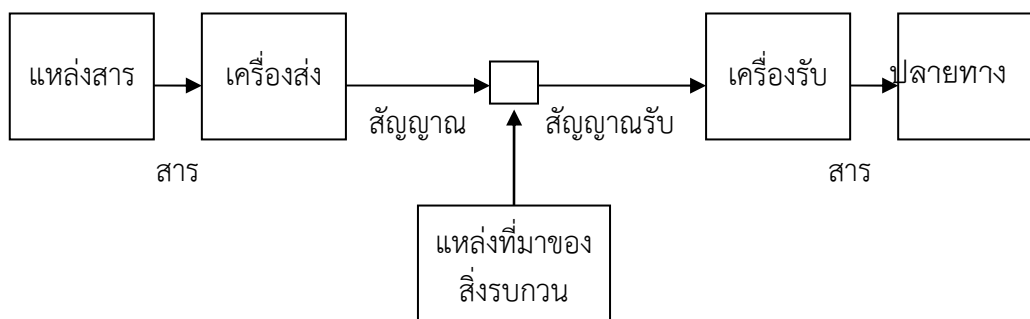 แหล่งสาร
เครื่องส่ง
เครื่องรับ
ปลายทาง
สัญญาณ
สัญญาณรับ
สาร
สาร
แหล่งที่มาของ
สิ่งรบกวน